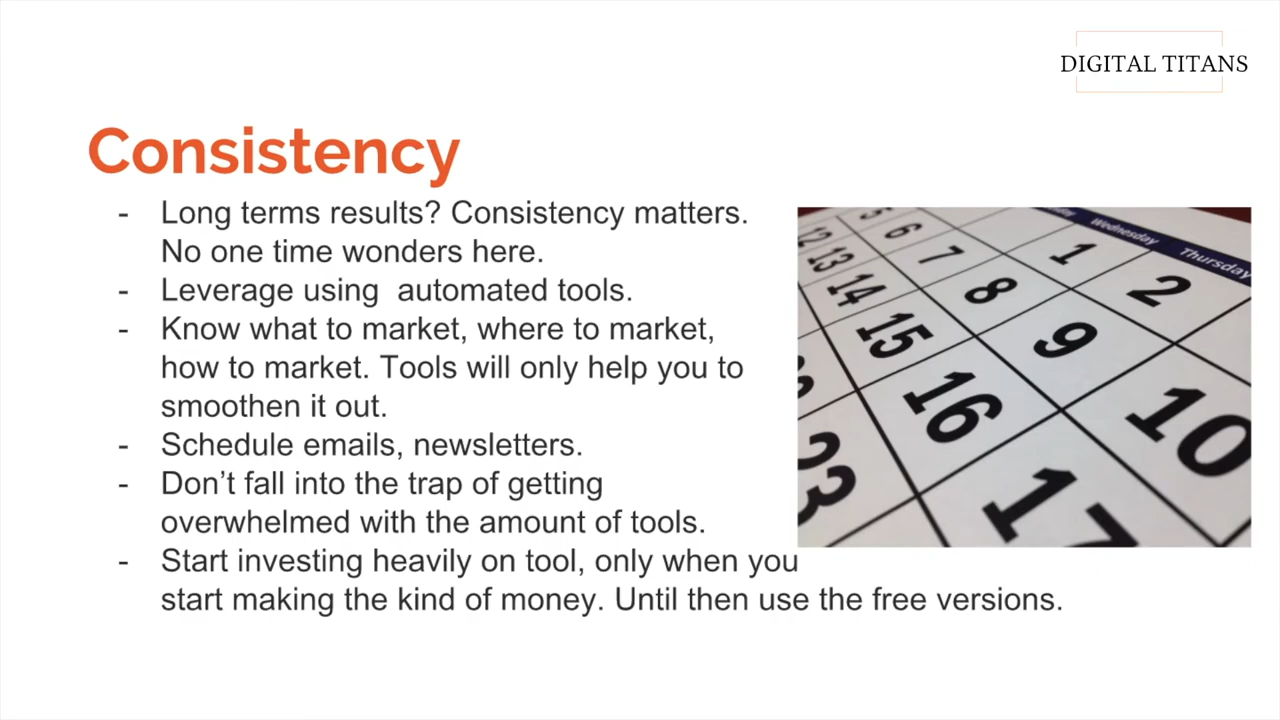 DIGITAL TITANS
Consistency
- Long terms results? Consistency matters.
No one time wonders here.
- Leverage using  automated tools.
- Know what to market, where to market,
how to market. Tools will only help you to
smoothen it out.
- Schedule emails, newsletters.
- Don’t fall into the trap of getting
overwhelmed with the amount of tools.
- Start investing heavily on tool, only when you
start making the kind of money. Until then use the free versions.
Wednesday
Thursday
5
6
7
1
2
12
13
14
8
9
15
16
10
23
17